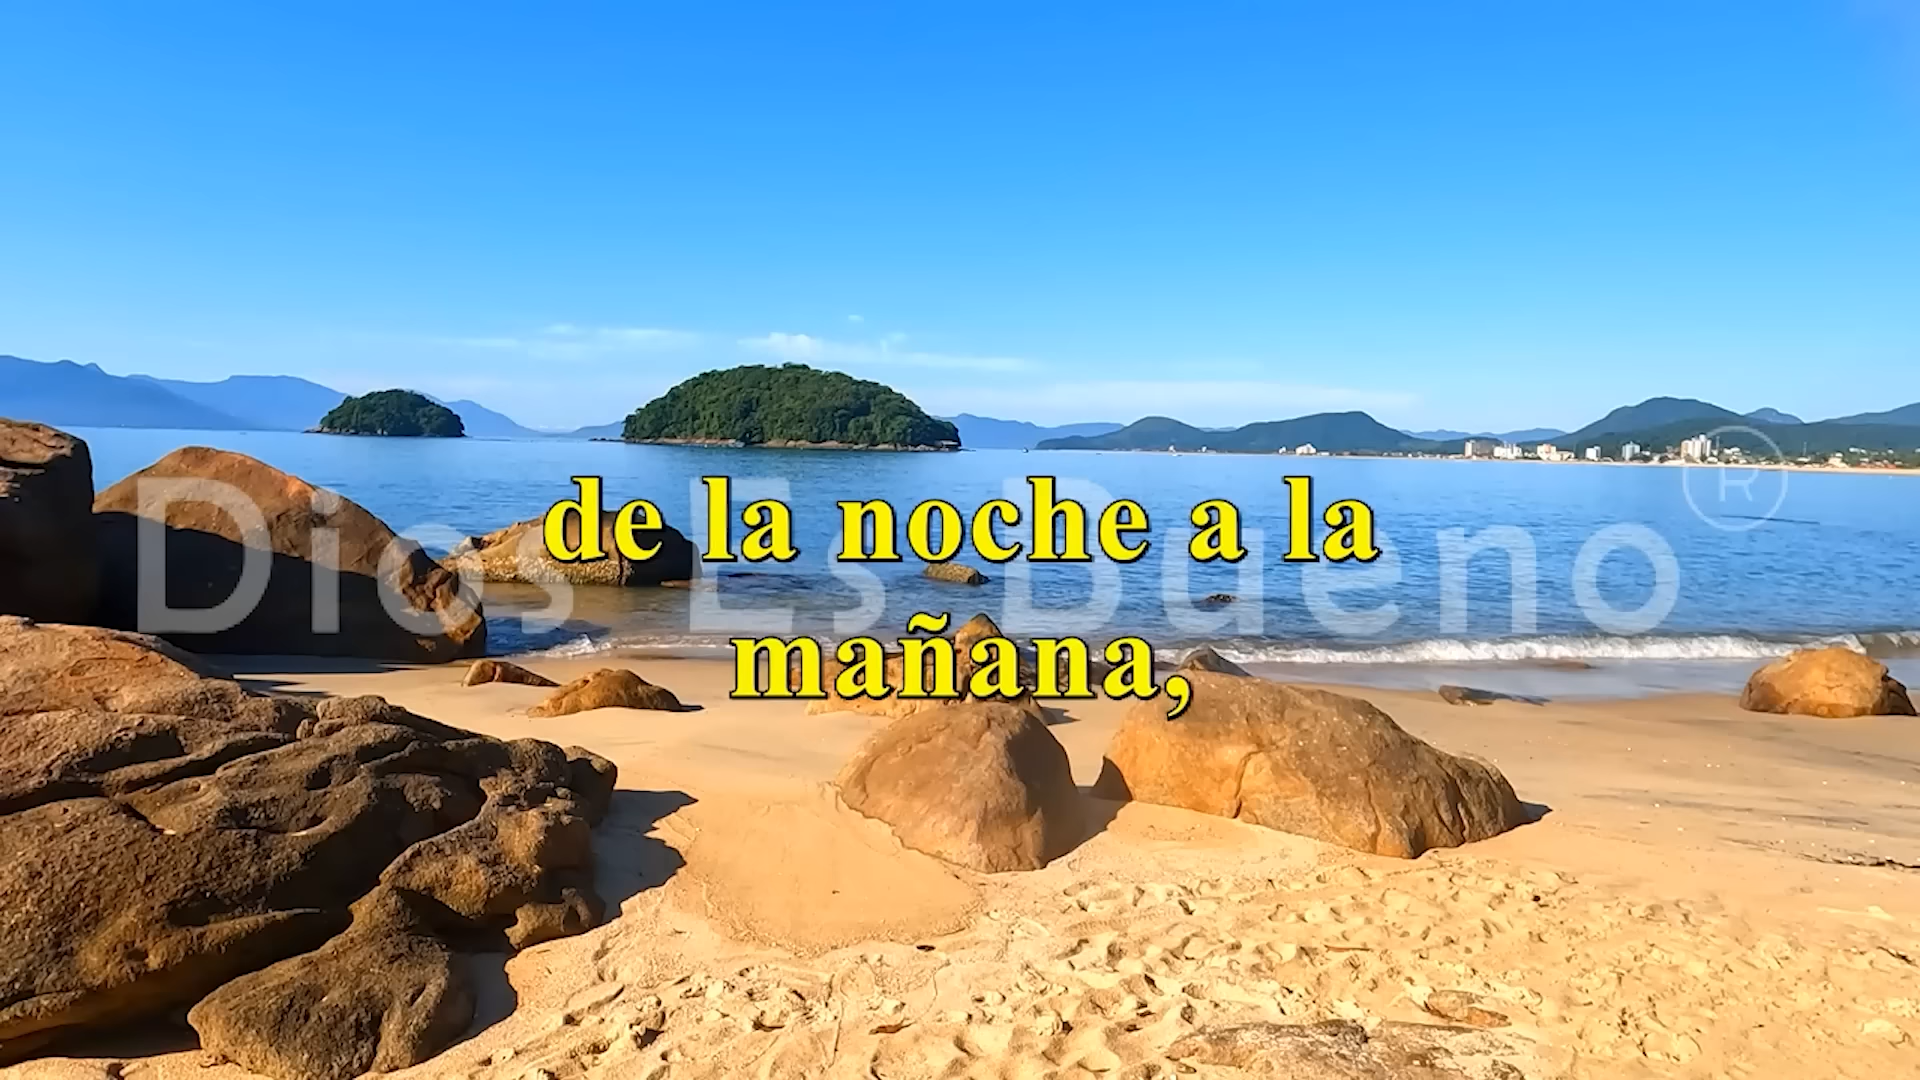 de la noche a la
mañana,
Dios Es Bueno ®